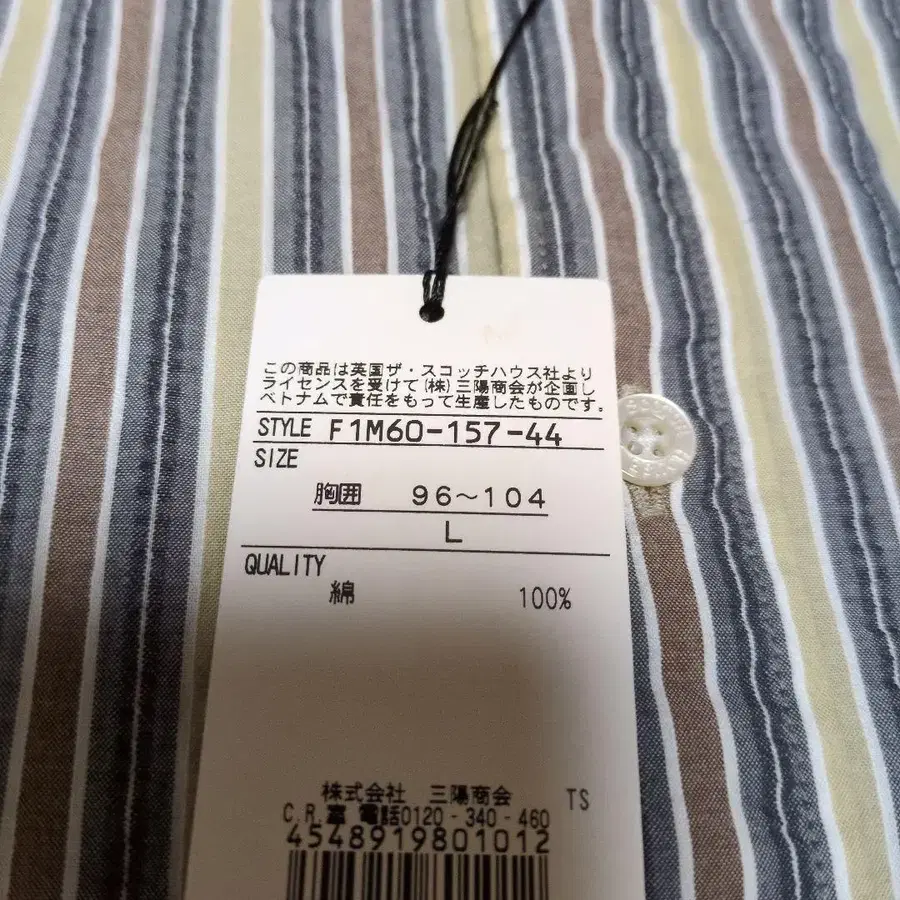 この商品は英国ザ・スコッチハウス社より
ライセンスを受けて(株)三陽商会が企画し
ベトナムで責任をもって生産したものです。
STYLE F1M60-157-44
SIZE
胸囲 96～104
L
QUALITY
綿 100%
株式会社 三陽商会 TS
C.R.室 電話0120-340-460
4548919801012